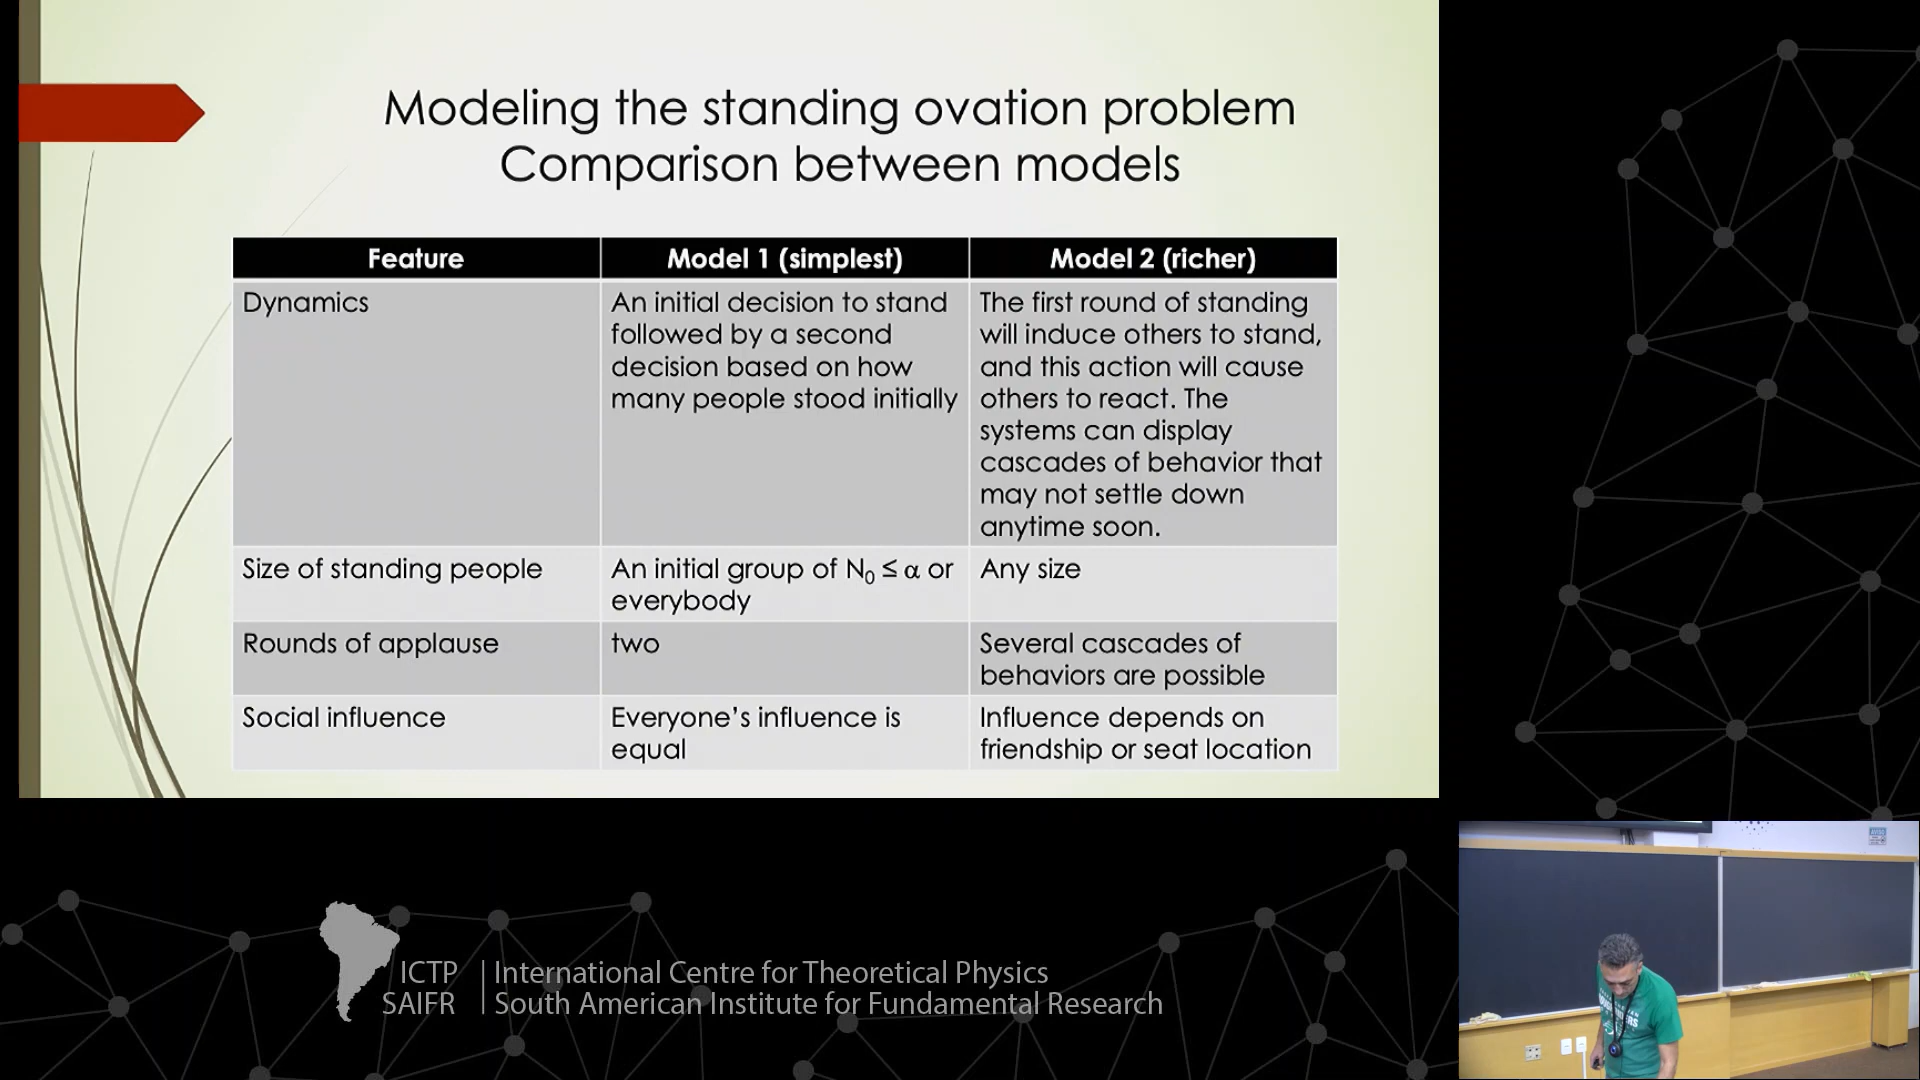 Modeling the standing ovation problem
Comparison between models
Feature
Model 1 (simplest)
Model 2 (richer)
Dynamics
An initial decision to stand
followed by a second
decision based on how
many people stood initially
The first round of standing
will induce others to stand,
and this action will cause
others to react. The
systems can display
cascades of behavior that
may not settle down
anytime soon.
Size of standing people
An initial group of N₀ ≤ α or
everybody
Any size
Rounds of applause
two
Several cascades of
behaviors are possible
Social influence
Everyone’s influence is
equal
Influence depends on
friendship or seat location
ICTP
SAIFR
International Centre for Theoretical Physics
South American Institute for Fundamental Research